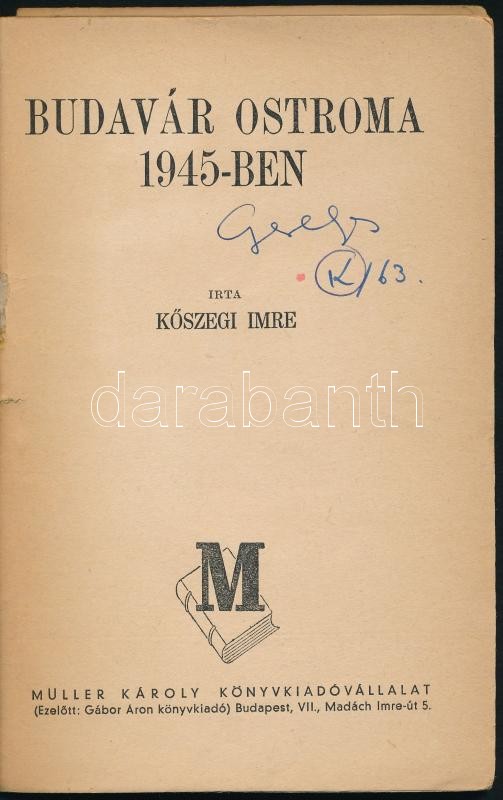 BUDAVÁR OSTROMA
1945-BEN
K/63.
IRTA
KŐSZEGI IMRE
darabanth
M
MÜLLER KÁROLY KÖNYVKIADÓVÁLLALAT
(Ezelőtt: Gábor Áron könyvkiadó) Budapest, VII., Madách Imre-út 5.